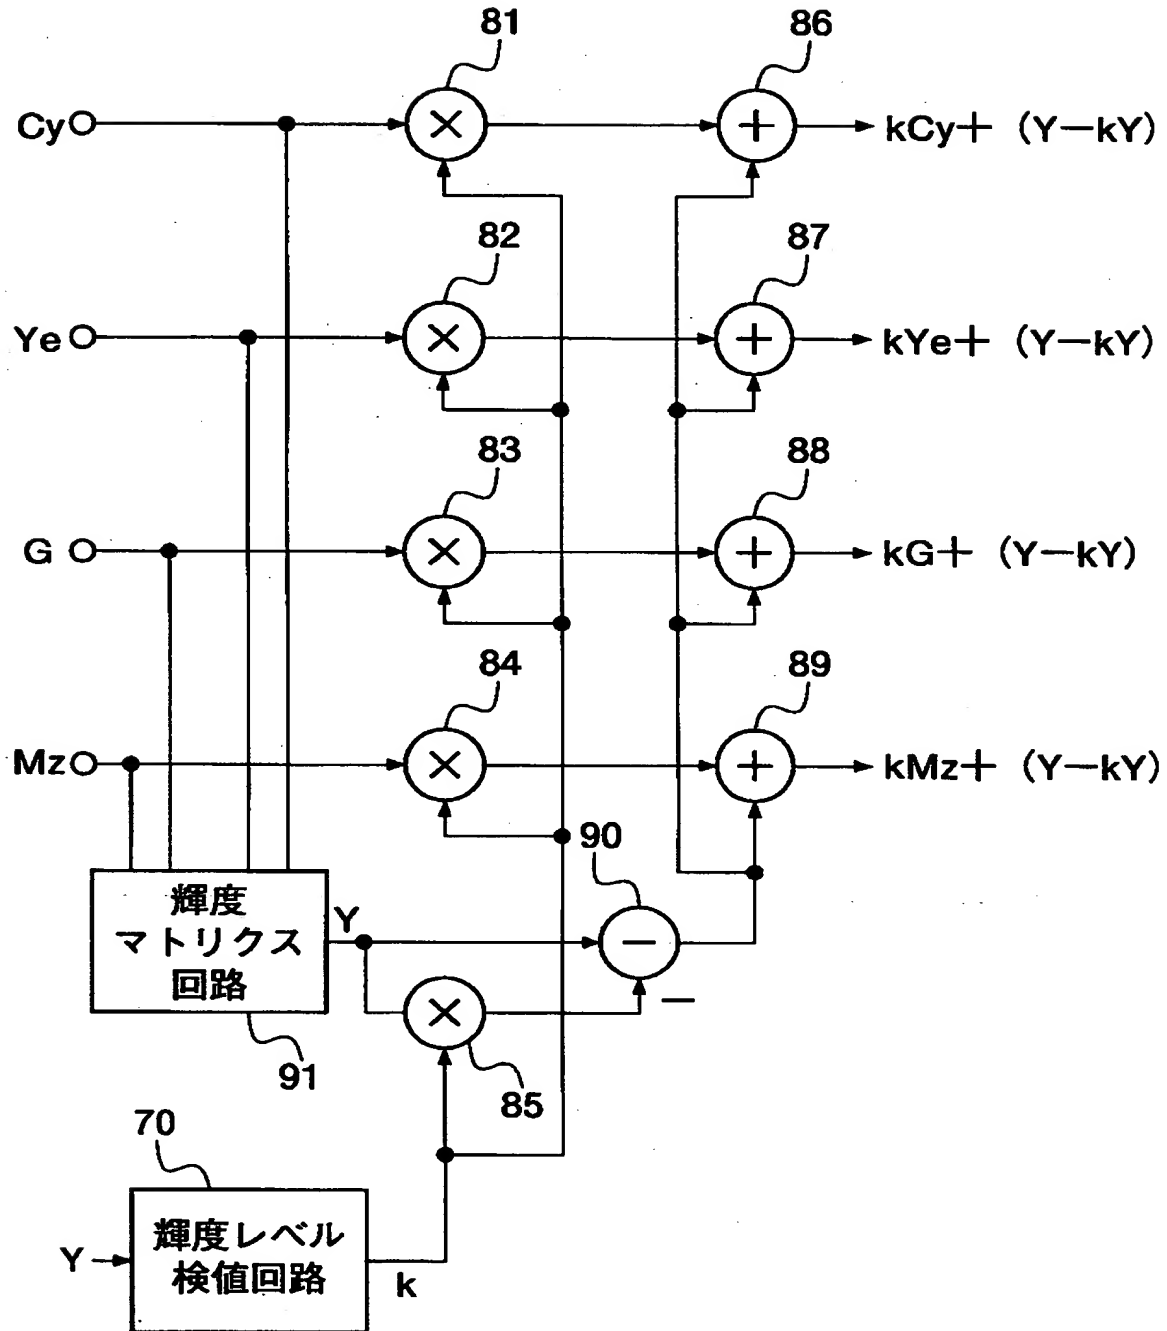 81
86
Cy
×
+
kCy+ (Y-kY)
82
87
Ye
×
+
kYe+ (Y-kY)
83
88
G
×
+
kG+ (Y-kY)
84
89
Mz
×
+
kMz+ (Y-kY)
90
輝度
マトリクス
回路
Y
−
×
−
91
85
70
Y
輝度レベル
検値回路
k